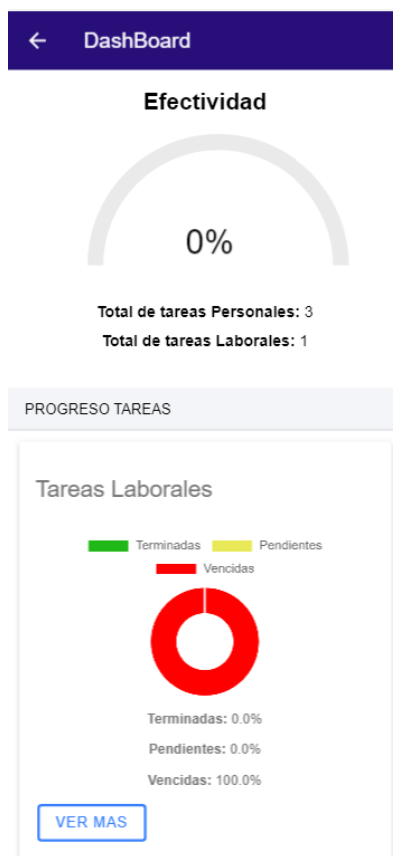 DashBoard
Efectividad
0%
Total de tareas Personales: 3
Total de tareas Laborales: 1
PROGRESO TAREAS
Tareas Laborales
Terminadas Pendientes
Vencidas
Terminadas: 0.0%
Pendientes: 0.0%
Vencidas: 100.0%
VER MAS